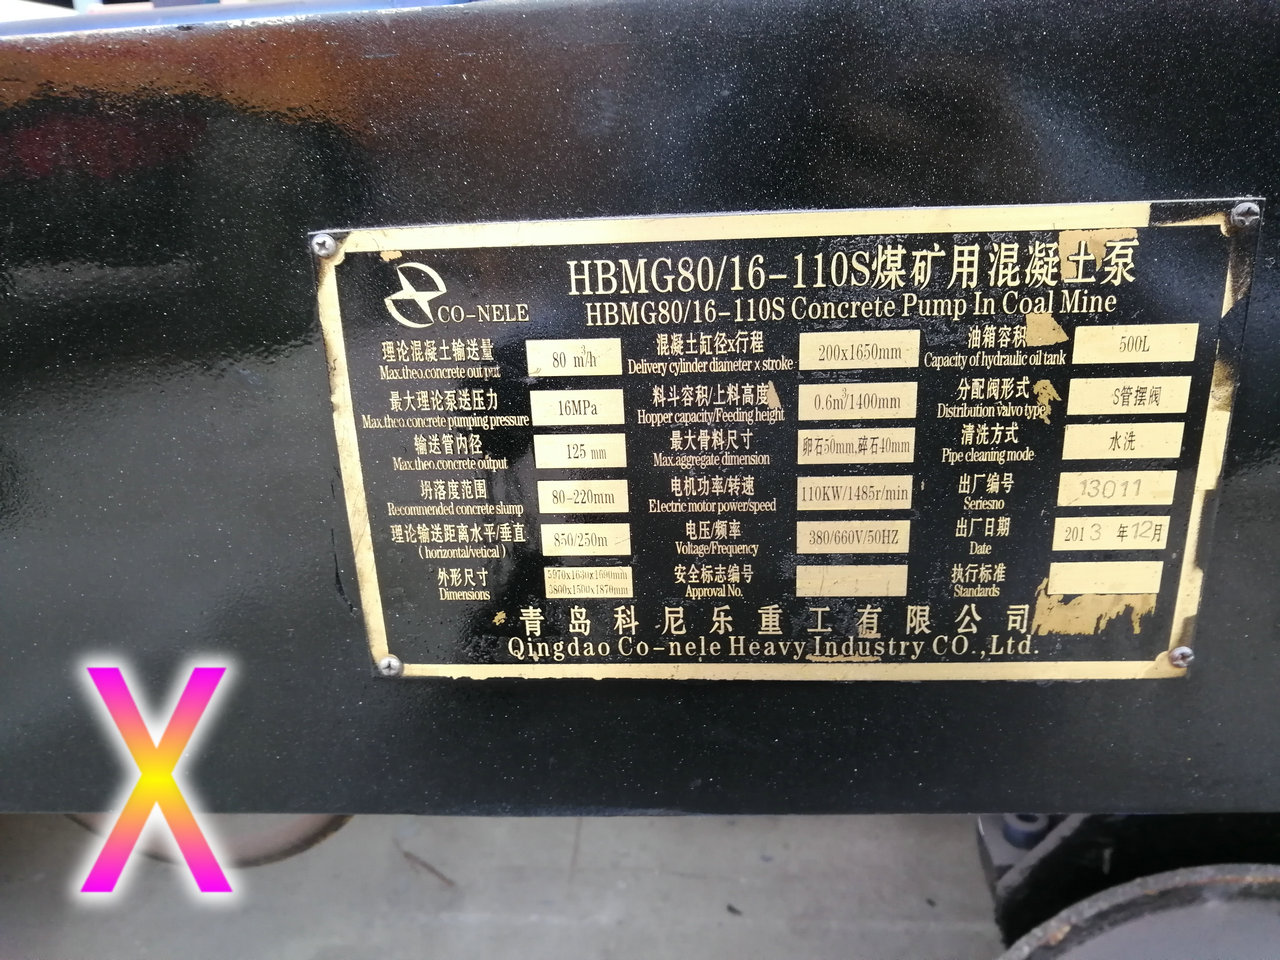 HBMG80/16-110S煤矿用混凝土泵
CO-NELE
HBMG80/16-110S Concrete Pump In Coal Mine
理论混凝土输送量
Max.theo.concrete out put
80 m³/h
混凝土缸径x行程
Delivery cylinder diameter x stroke
200x1650mm
油箱容积
Capacity of hydraulic oil tank
500L
最大理论泵送压力
Max.theo.concrete pumping pressure
16MPa
料斗容积/上料高度
Hopper capacity/Feeding height
0.6m³/1400mm
分配阀形式
Distribution valvo type
S管摆阀
输送管内径
Max.theo.concrete output
125 mm
最大骨料尺寸
Max.aggregate dimension
卵石50mm,碎石40mm
清洗方式
Pipe cleaning mode
水洗
坍落度范围
Recommended concrete slump
80-220mm
电机功率/转速
Electric motor power/speed
110KW/1485r/min
出厂编号
Seriesno
13011
理论输送距离水平/垂直
(horizontal/vetical)
850/250m
电压/频率
Voltage/Frequency
380/660V/50HZ
出厂日期
Date
2013 年12月
外形尺寸
Dimensions
5970x1650x1690mm
3800x1500x1870mm
安全标志编号
Approval No.
执行标准
Standards
青岛科尼乐重工有限公司
Qingdao Co-nele Heavy Industry CO.,Ltd.
X